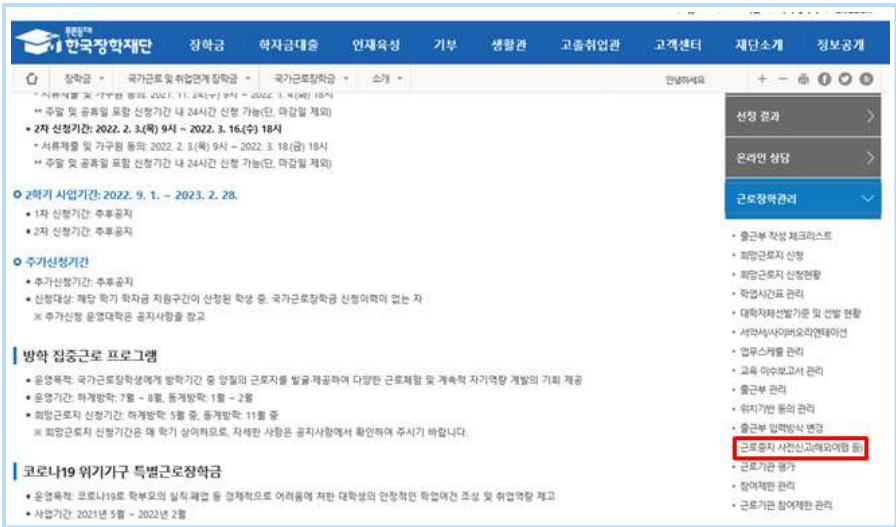 푸른등대
한국장학재단
장학금 학자금대출 인재육성 기부 생활관 고졸취업관 고객센터 재단소개 정보공개
장학금 국가근로 및 취업연계 장학금 국가근로장학금 소개 안녕하세요
* 서류제출 및 가구원 동의: 2021. 11. 24.(수) 9시 ~ 2022. 1. 4.(화) 18시
** 주말 및 공휴일 포함 신청기간 내 24시간 신청 가능(단, 마감일 제외)
• 2차 신청기간: 2022. 2. 3.(목) 9시 ~ 2022. 3. 16.(수) 18시
* 서류제출 및 가구원 동의: 2022. 2. 3.(목) 9시 ~ 2022. 3. 18.(금) 18시
** 주말 및 공휴일 포함 신청기간 내 24시간 신청 가능(단, 마감일 제외)
2학기 사업기간: 2022. 9. 1. ~ 2023. 2. 28.
• 1차 신청기간: 추후공지
• 2차 신청기간: 추후공지
추가신청기간
• 추가신청기간: 추후공지
• 신청대상: 해당 학기 학자금 지원구간이 산정된 학생 중, 국가근로장학금 신청이력이 없는 자
※ 추가신청 운영대학은 공지사항을 참고
방학 집중근로 프로그램
• 운영목적: 국가근로장학생에게 방학기간 중 양질의 근로지를 발굴·제공하여 다양한 근로체험 및 계속적 자기역량 개발의 기회 제공
• 운영기간: 하계방학: 7월 ~ 8월, 동계방학: 1월 ~ 2월
• 희망근로지 신청기간: 하계방학: 5월 중, 동계방학: 11월 중
※ 희망근로지 신청기간은 매 학기 상이하므로, 자세한 사항은 공지사항에서 확인하여 주시기 바랍니다.
코로나19 위기가구 특별근로장학금
• 운영목적: 코로나19로 학부모의 실직·폐업 등 경제적으로 어려움에 처한 대학생의 안정적인 학업여건 조성 및 취업역량 제고
• 사업기간: 2021년 5월 ~ 2022년 2월
선정 결과
온라인 상담
근로장학관리
• 출근부 작성 체크리스트
• 희망근로지 신청
• 희망근로지 신청현황
• 학업시간표 관리
• 대학자체선발기준 및 선발 현황
• 서약서/사이버오리엔테이션
• 업무스케줄 관리
• 교육 이수보고서 관리
• 출근부 관리
• 위치기반 동의 관리
• 출근부 입력방식 변경
• 근로중지 사전신고(해외여행 등)
• 근로기관 평가
• 참여제한 관리
• 근로기관 참여제한 관리